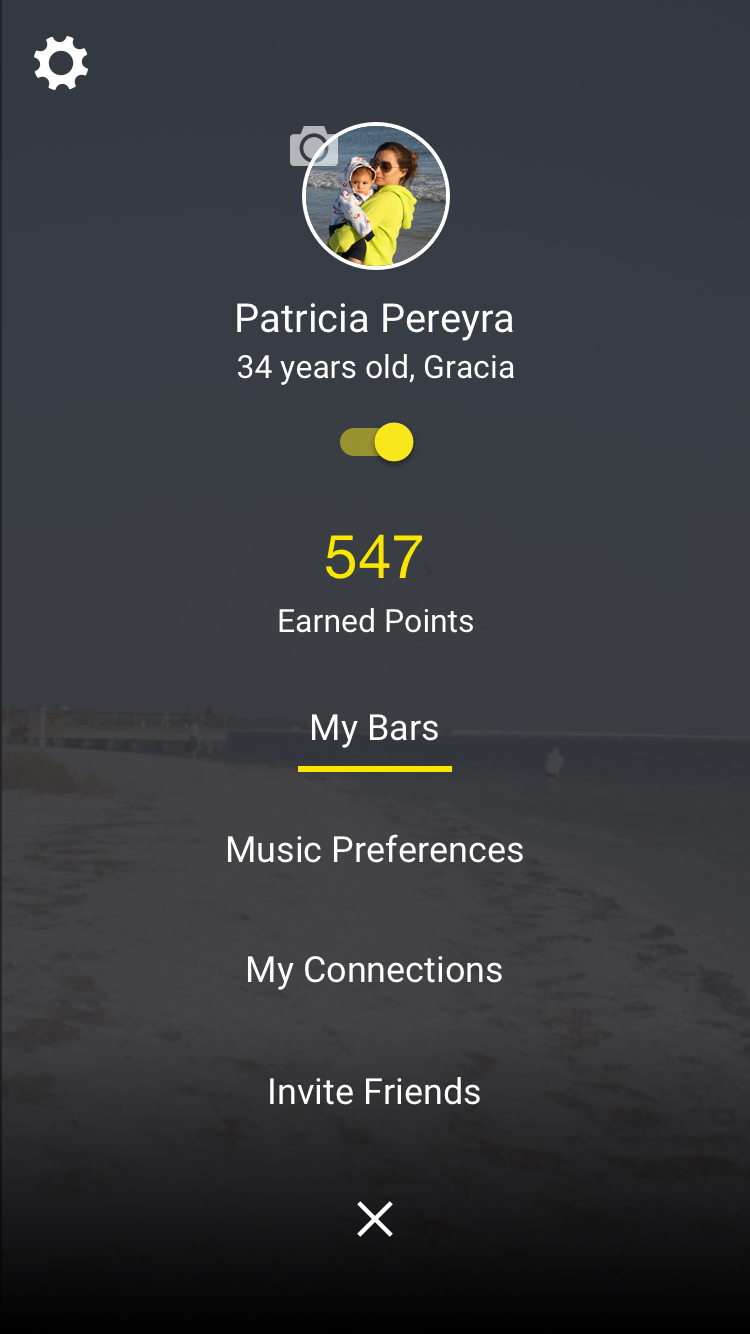 Patricia Pereyra
34 years old, Gracia
547
Earned Points
My Bars
Music Preferences
My Connections
Invite Friends